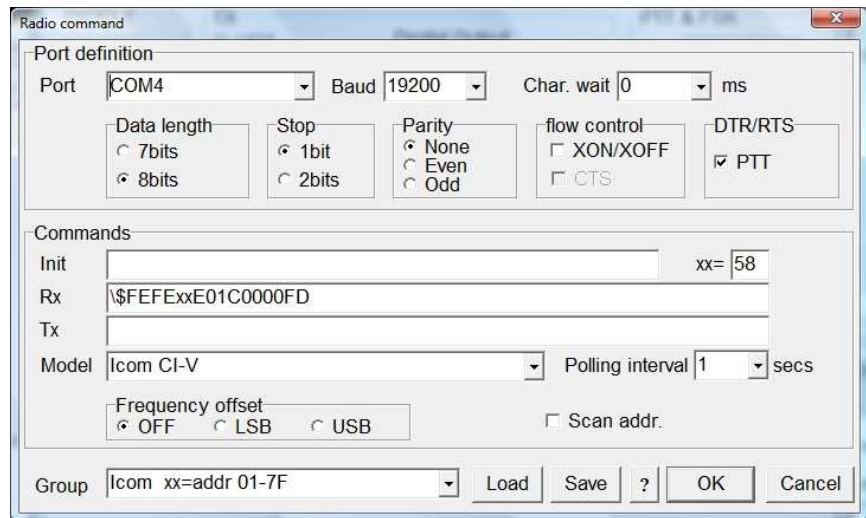 Radio command
Port definition
Port COM4 Baud 19200 Char. wait 0 ms
Data length Stop Parity flow control DTR/RTS
7bits 1bit None XON/XOFF PTT
8bits 2bits Even CTS
Odd
Commands
Init xx= 58
Rx \$FEFExxE01C0000FD
Tx
Model Icom CI-V Polling interval 1 secs
Frequency offset
OFF LSB USB Scan addr.
Group Icom xx=addr 01-7F Load Save ? OK Cancel